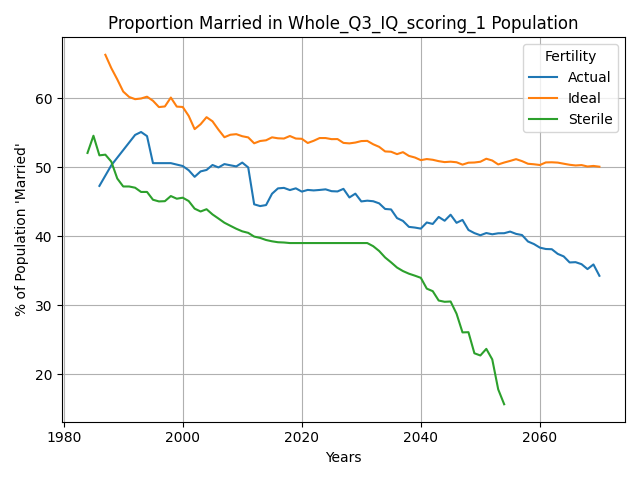 Proportion Married in Whole_Q3_IQ_scoring_1 Population
% of Population 'Married'
60
50
40
30
20
Fertility
Actual
Ideal
Sterile
1980
2000
2020
2040
2060
Years